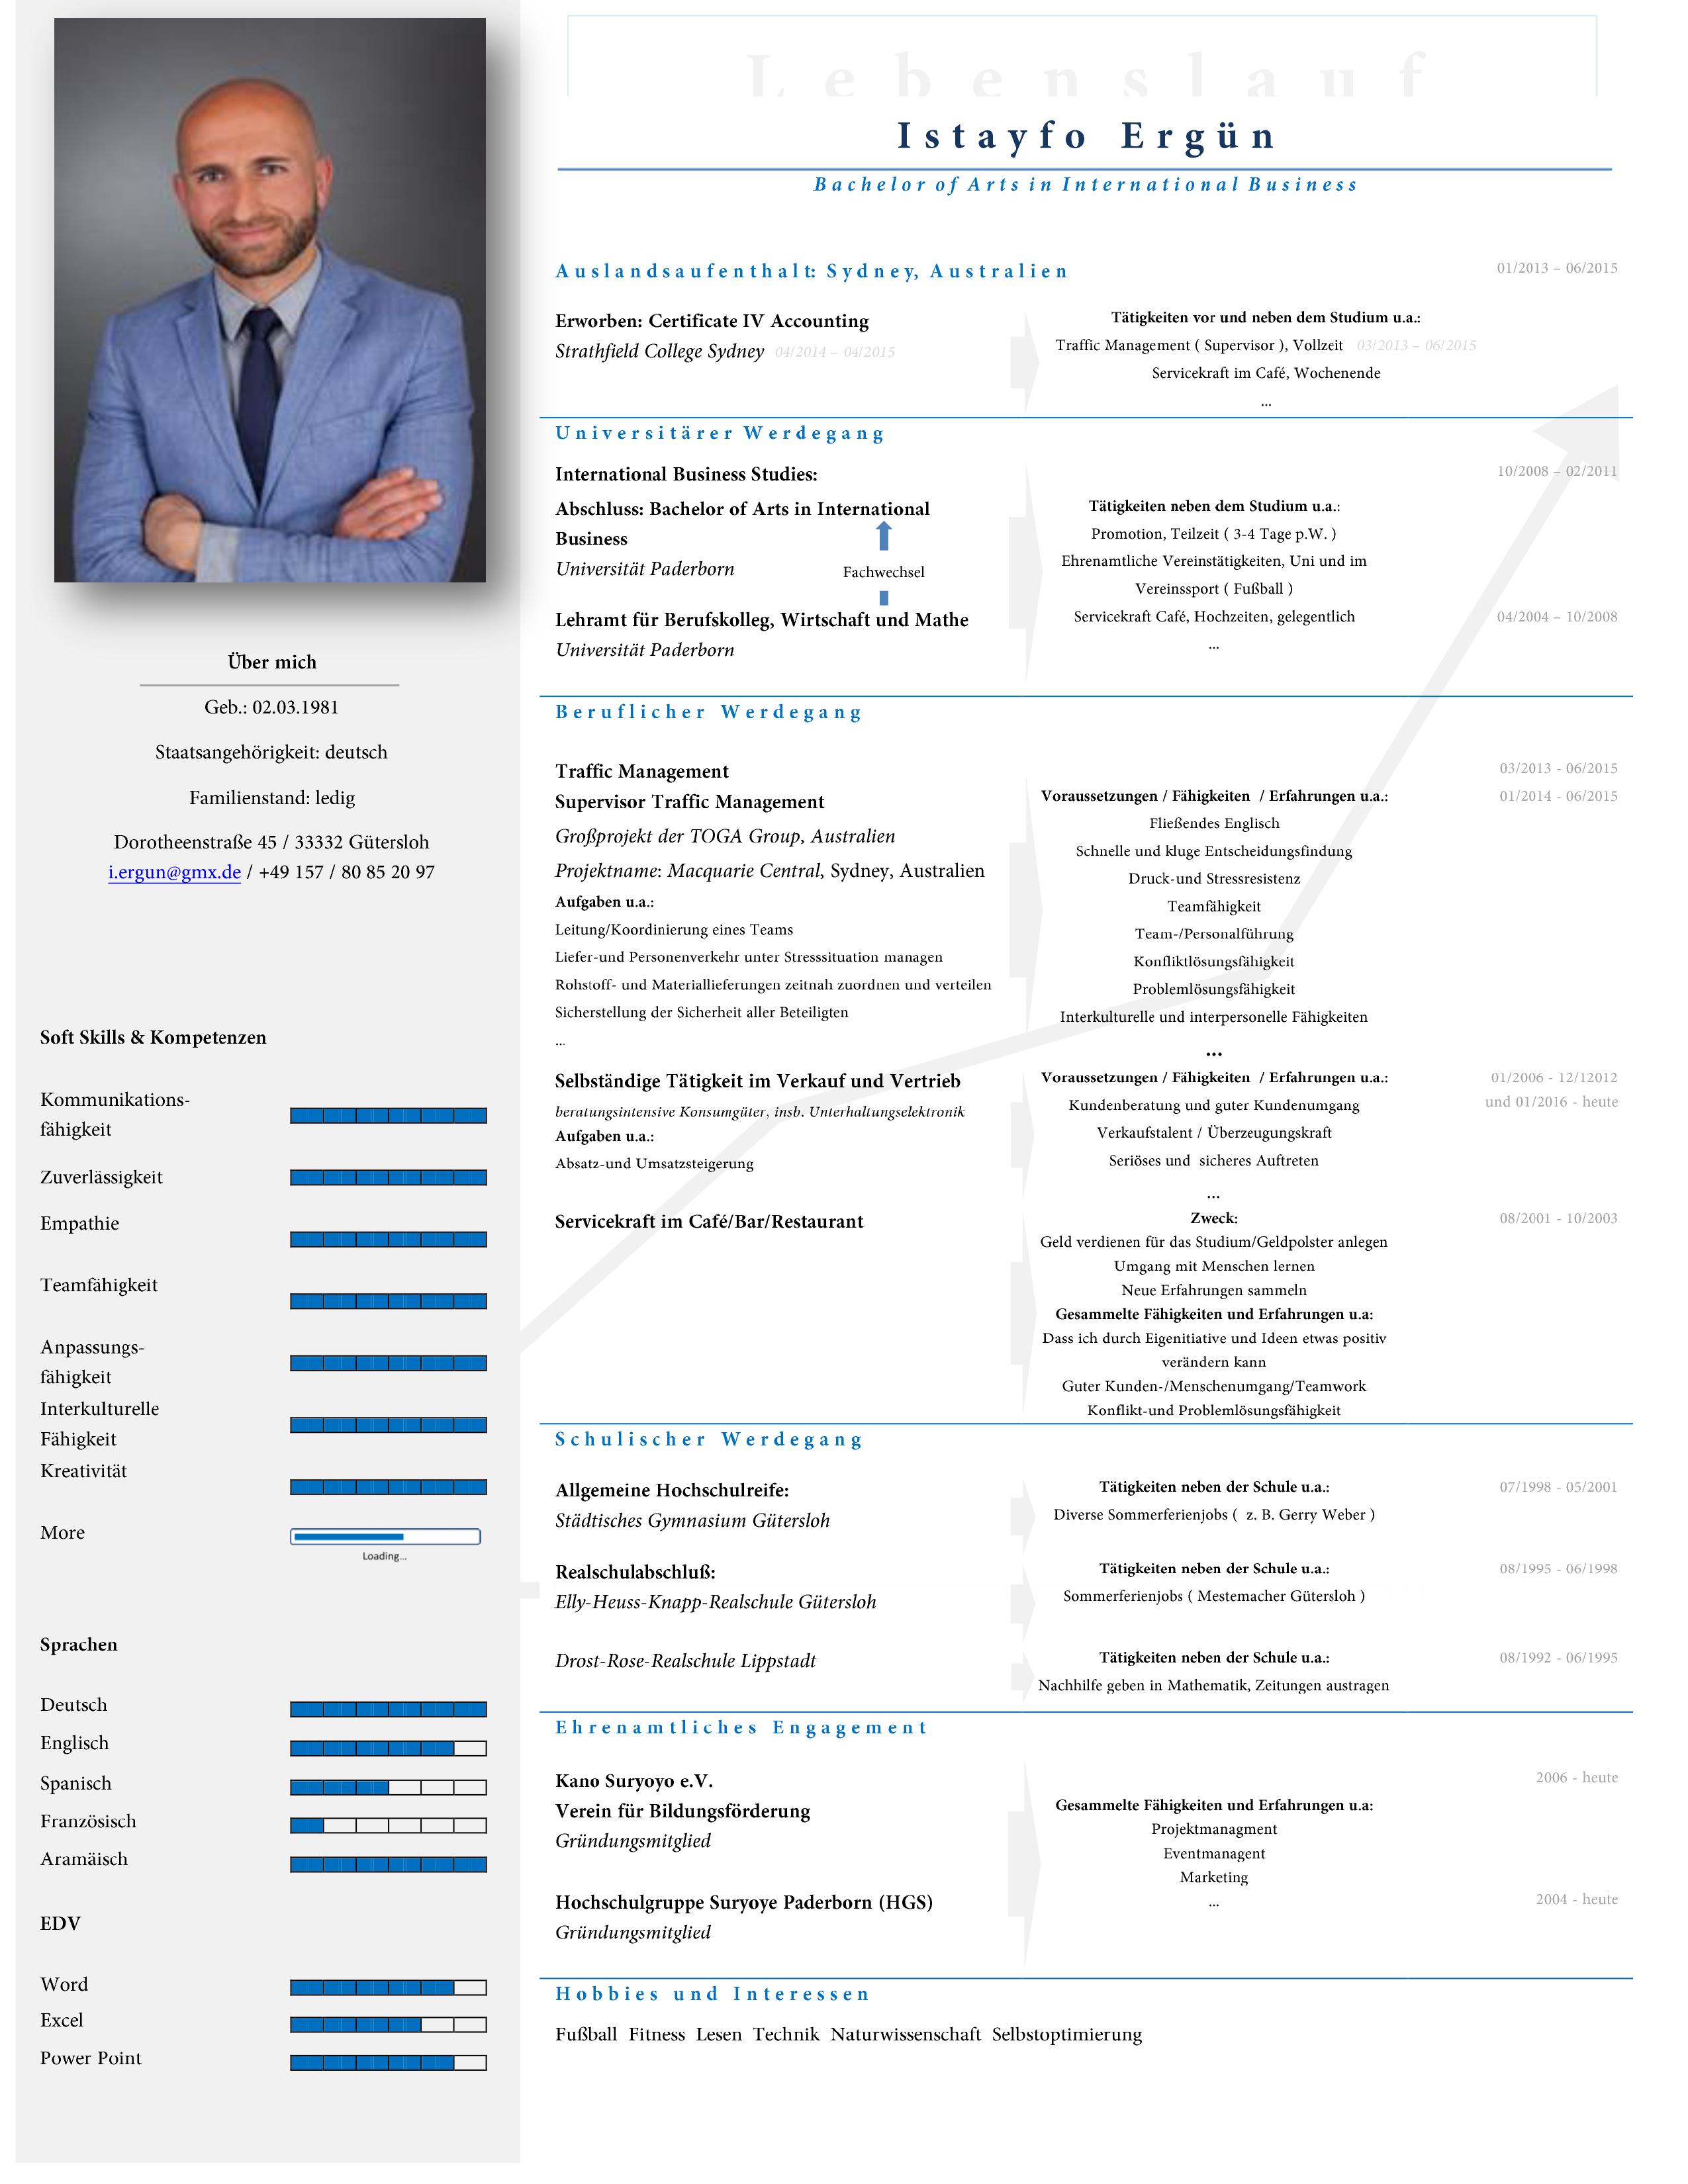 Lebenslauf
Istayfo Ergün
Bachelor of Arts in International Business
Über mich
Geb.: 02.03.1981
Staatsangehörigkeit: deutsch
Familienstand: ledig
Dorotheenstraße 45 / 33332 Gütersloh
i.ergun@gmx.de / +49 157 / 80 85 20 97
Soft Skills & Kompetenzen
Kommunikations-
fähigkeit
Zuverlässigkeit
Empathie
Teamfähigkeit
Anpassungs-
fähigkeit
Interkulturelle
Fähigkeit
Kreativität
More
Loading...
Sprachen
Deutsch
Englisch
Spanisch
Französisch
Aramäisch
EDV
Word
Excel
Power Point
Auslandsaufenthalt: Sydney, Australien 01/2013 – 06/2015
Erworben: Certificate IV Accounting
Strathfield College Sydney 04/2014 – 04/2015
Tätigkeiten vor und neben dem Studium u.a.:
Traffic Management ( Supervisor ), Vollzeit 03/2013 – 06/2015
Servicekraft im Café, Wochenende
...
Universitärer Werdegang
International Business Studies: 10/2008 – 02/2011
Abschluss: Bachelor of Arts in International
Business
Universität Paderborn
Fachwechsel
Lehramt für Berufskolleg, Wirtschaft und Mathe 04/2004 – 10/2008
Universität Paderborn
Tätigkeiten neben dem Studium u.a.:
Promotion, Teilzeit ( 3-4 Tage p.W. )
Ehrenamtliche Vereinstätigkeiten, Uni und im
Vereinssport ( Fußball )
Servicekraft Café, Hochzeiten, gelegentlich
...
Beruflicher Werdegang
Traffic Management 03/2013 - 06/2015
Supervisor Traffic Management 01/2014 - 06/2015
Großprojekt der TOGA Group, Australien
Projektname: Macquarie Central, Sydney, Australien
Aufgaben u.a.:
Leitung/Koordinierung eines Teams
Liefer-und Personenverkehr unter Stresssituation managen
Rohstoff- und Materiallieferungen zeitnah zuordnen und verteilen
Sicherstellung der Sicherheit aller Beteiligten
...
Voraussetzungen / Fähigkeiten / Erfahrungen u.a.:
Fließendes Englisch
Schnelle und kluge Entscheidungsfindung
Druck-und Stressresistenz
Teamfähigkeit
Team-/Personalführung
Konfliktlösungsfähigkeit
Problemlösungsfähigkeit
Interkulturelle und interpersonelle Fähigkeiten
...
Selbständige Tätigkeit im Verkauf und Vertrieb
beratungsintensive Konsumgüter, insb. Unterhaltungselektronik
Aufgaben u.a.:
Absatz-und Umsatzsteigerung
Voraussetzungen / Fähigkeiten / Erfahrungen u.a.:
Kundenberatung und guter Kundenumgang
Verkaufstalent / Überzeugungskraft
Seriöses und sicheres Auftreten
...
01/2006 - 12/12012
und 01/2016 - heute
Servicekraft im Café/Bar/Restaurant
Zweck:
Geld verdienen für das Studium/Geldpolster anlegen
Umgang mit Menschen lernen
Neue Erfahrungen sammeln
Gesammelte Fähigkeiten und Erfahrungen u.a:
Dass ich durch Eigenitiative und Ideen etwas positiv
verändern kann
Guter Kunden-/Menschenumgang/Teamwork
Konflikt-und Problemlösungsfähigkeit
08/2001 - 10/2003
Schulischer Werdegang
Allgemeine Hochschulreife:
Städtisches Gymnasium Gütersloh
Tätigkeiten neben der Schule u.a.:
Diverse Sommerferienjobs ( z. B. Gerry Weber )
07/1998 - 05/2001
Realschulabschluß:
Elly-Heuss-Knapp-Realschule Gütersloh
Tätigkeiten neben der Schule u.a.:
Sommerferienjobs ( Mestemacher Gütersloh )
08/1995 - 06/1998
Drost-Rose-Realschule Lippstadt
Tätigkeiten neben der Schule u.a.:
Nachhilfe geben in Mathematik, Zeitungen austragen
08/1992 - 06/1995
Ehrenamtliches Engagement
Kano Suryoyo e.V. 2006 - heute
Verein für Bildungsförderung
Gründungsmitglied
Gesammelte Fähigkeiten und Erfahrungen u.a:
Projektmanagment
Eventmanagent
Marketing
...
Hochschulgruppe Suryoye Paderborn (HGS) 2004 - heute
Gründungsmitglied
Hobbies und Interessen
Fußball Fitness Lesen Technik Naturwissenschaft Selbstoptimierung